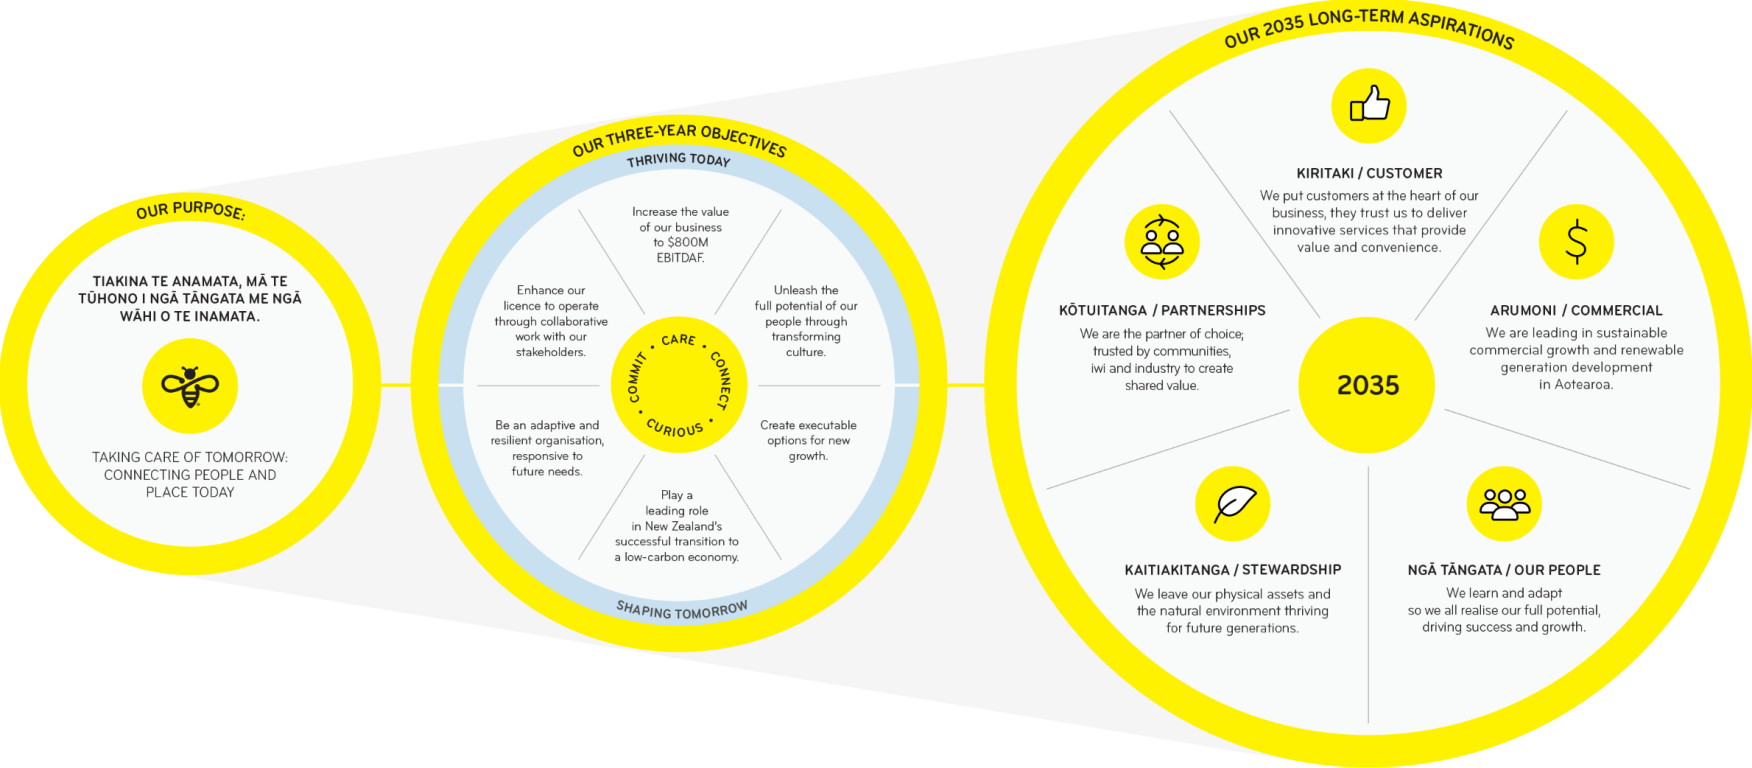 OUR PURPOSE:
TIAKINA TE ANAMATA, MĀ TE
TŪHONO I NGĀ TĀNGATA ME NGĀ
WĀHI O TE INAMATA.
TAKING CARE OF TOMORROW:
CONNECTING PEOPLE AND
PLACE TODAY
OUR THREE-YEAR OBJECTIVES
THRIVING TODAY
Increase the value
of our business
to $800M
EBITDAF.
Unleash the
full potential of our
people through
transforming
culture.
Create executable
options for new
growth.
Play a
leading role
in New Zealand's
successful transition to
a low-carbon economy.
Be an adaptive and
resilient organisation,
responsive to
future needs.
Enhance our
licence to operate
through collaborative
work with our
stakeholders.
CARE • CONNECT • CURIOUS • COMMIT •
SHAPING TOMORROW
OUR 2035 LONG-TERM ASPIRATIONS
KIRITAKI / CUSTOMER
We put customers at the heart of our
business, they trust us to deliver
innovative services that provide
value and convenience.
ARUMONI / COMMERCIAL
We are leading in sustainable
commercial growth and renewable
generation development
in Aotearoa.
NGĀ TĀNGATA / OUR PEOPLE
We learn and adapt
so we all realise our full potential,
driving success and growth.
KAITIAKITANGA / STEWARDSHIP
We leave our physical assets and
the natural environment thriving
for future generations.
KŌTUITANGA / PARTNERSHIPS
We are the partner of choice;
trusted by communities,
iwi and industry to create
shared value.
2035